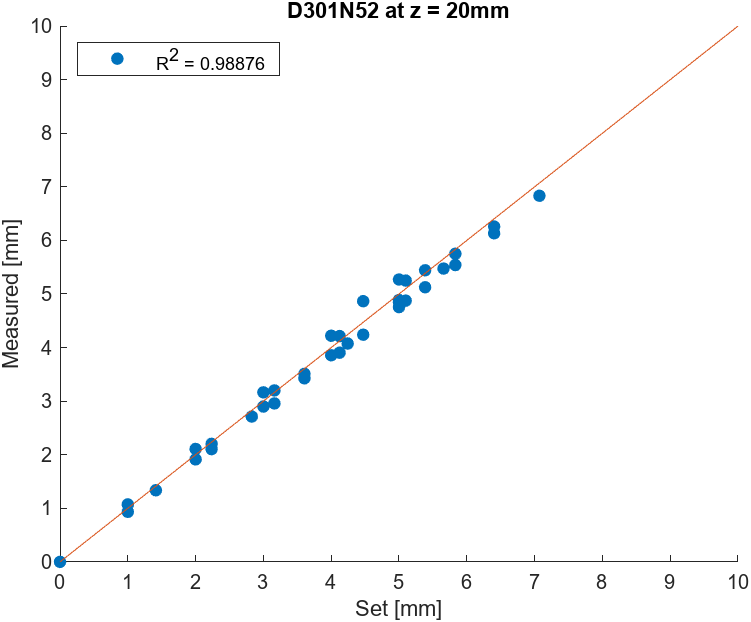 D301N52 at z = 20mm
R² = 0.98876
10
9
8
7
6
5
4
3
2
1
0
Measured [mm]
0 1 2 3 4 5 6 7 8 9 10
Set [mm]